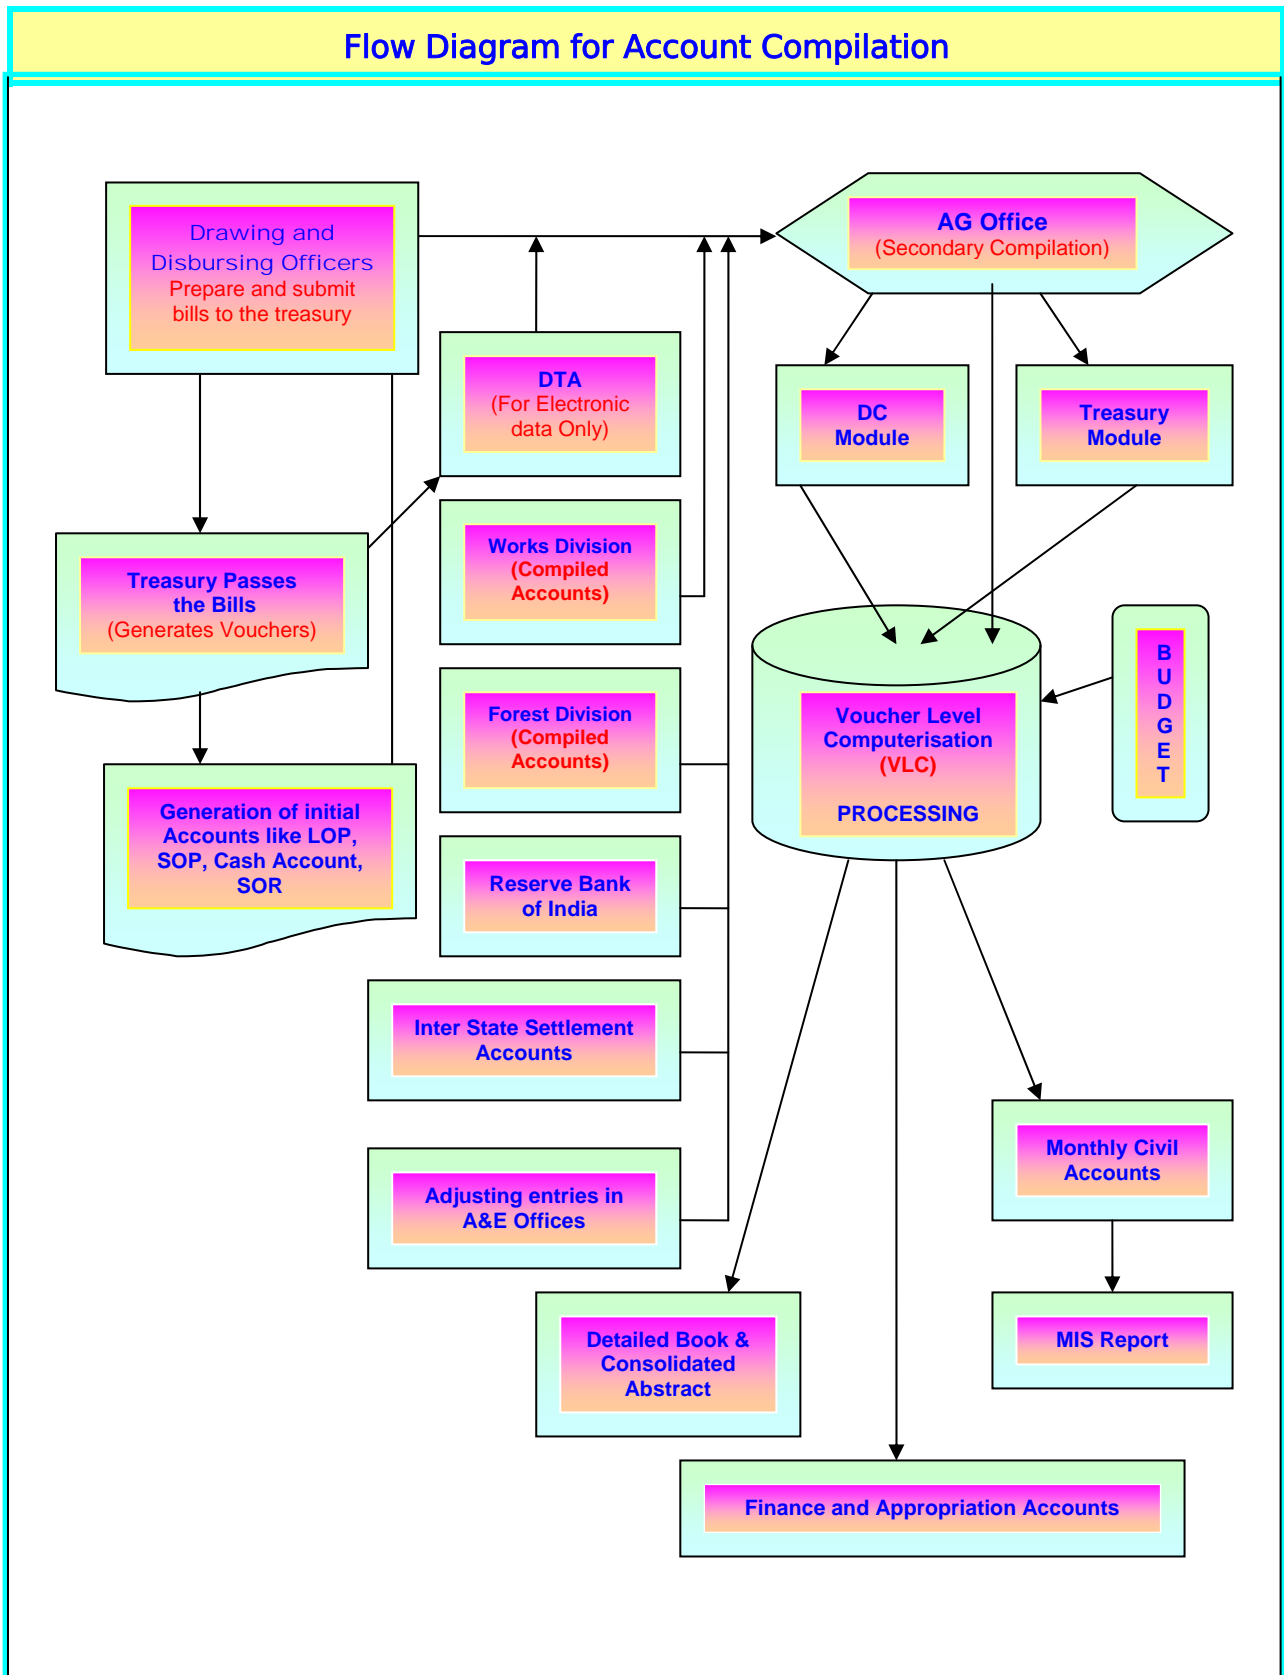 Flow Diagram for Account Compilation
Drawing and
Disbursing Officers
Prepare and submit
bills to the treasury
AG Office
(Secondary Compilation)
DTA
(For Electronic
data Only)
DC
Module
Treasury
Module
Works Division
(Compiled
Accounts)
Treasury Passes
the Bills
(Generates Vouchers)
Forest Division
(Compiled
Accounts)
Voucher Level
Computerisation
(VLC)
PROCESSING
B
U
D
G
E
T
Generation of initial
Accounts like LOP,
SOP, Cash Account,
SOR
Reserve Bank
of India
Inter State Settlement
Accounts
Monthly Civil
Accounts
Adjusting entries in
A&E Offices
Detailed Book &
Consolidated
Abstract
MIS Report
Finance and Appropriation Accounts